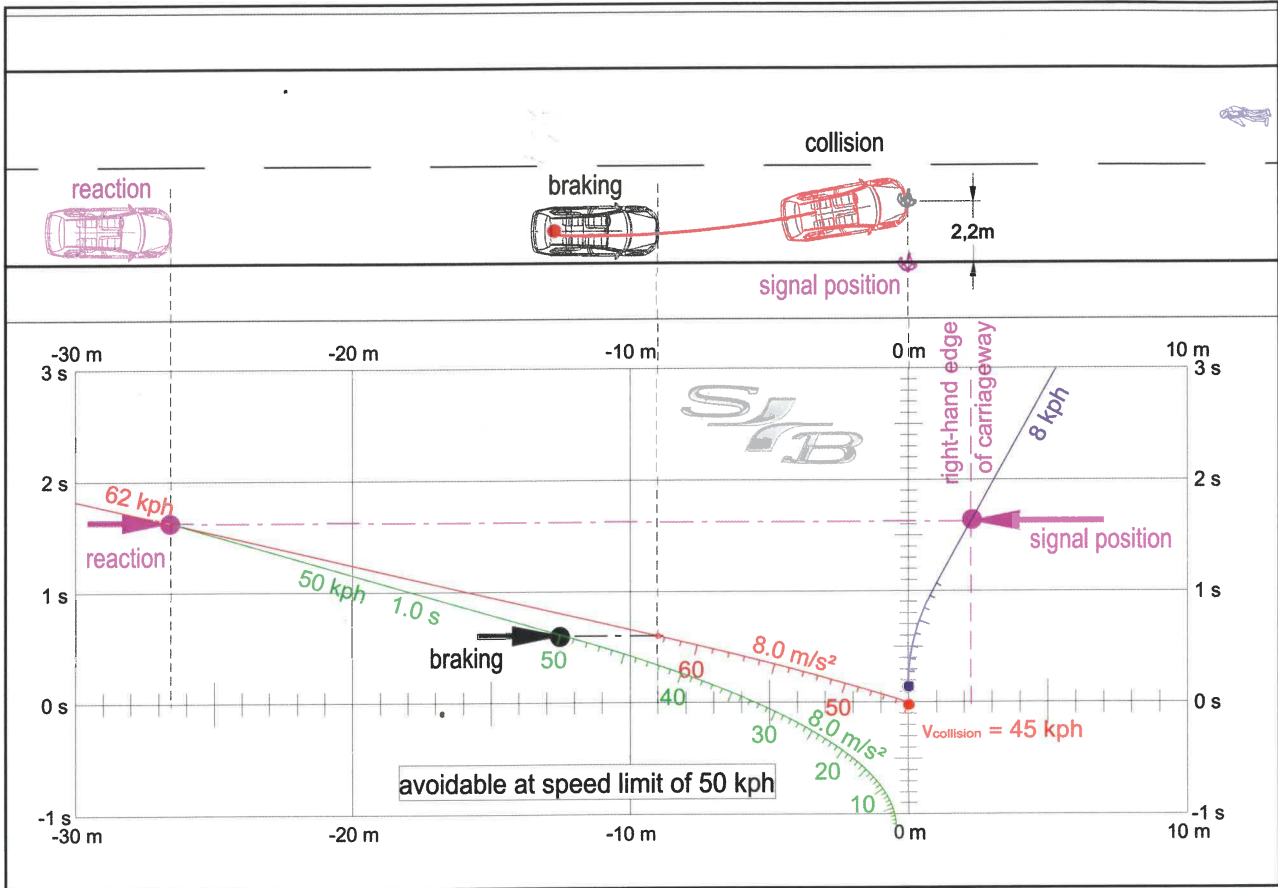 collision
reaction
braking
2,2m
signal position
-30 m
-20 m
-10 m
0 m
10 m
right-hand edge
of carriageway
3 s
3 s
8 kph
SVB
2 s
2 s
62 kph
reaction
signal position
50 kph
1.0 s
1 s
1 s
braking
50
60
8.0 m/s²
40
50
0 s
0 s
30
8.0 m/s²
Vcollision = 45 kph
20
10
avoidable at speed limit of 50 kph
-1 s
-1 s
-30 m
-20 m
-10 m
0 m
10 m